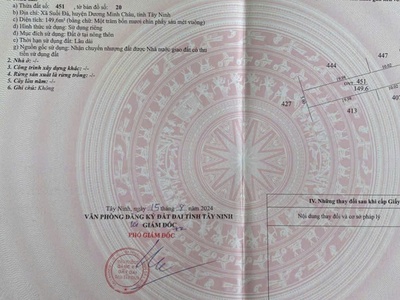 a) Thửa đất số: 451, tờ bản đồ số: 20
b) Địa chỉ: Xã Suối Đá, huyện Dương Minh Châu, tỉnh Tây Ninh
c) Diện tích: 149,6m² (bằng chữ: Một trăm bốn mươi chín phẩy sáu mét vuông)
d) Hình thức sử dụng: Sử dụng riêng
đ) Mục đích sử dụng: Đất ở tại nông thôn
e) Thời hạn sử dụng đất: Lâu dài
g) Nguồn gốc sử dụng: Nhận chuyển nhượng đất được Nhà nước giao đất có thu
tiền sử dụng đất
2. Nhà ở: -/-
3. Công trình xây dựng khác: -/-
4. Rừng sản xuất là rừng trồng: -/-
5. Cây lâu năm: -/-
6. Ghi chú: Không
444
447
427
451
149.6
413
Tây Ninh, ngày 15 tháng năm 2024
VĂN PHÒNG ĐĂNG KÝ ĐẤT ĐAI TỈNH TÂY NINH
GIÁM ĐỐC
PHÓ GIÁM ĐỐC
IV. Những thay đổi sau khi cấp Giấy
Nội dung thay đổi và cơ sở pháp lý